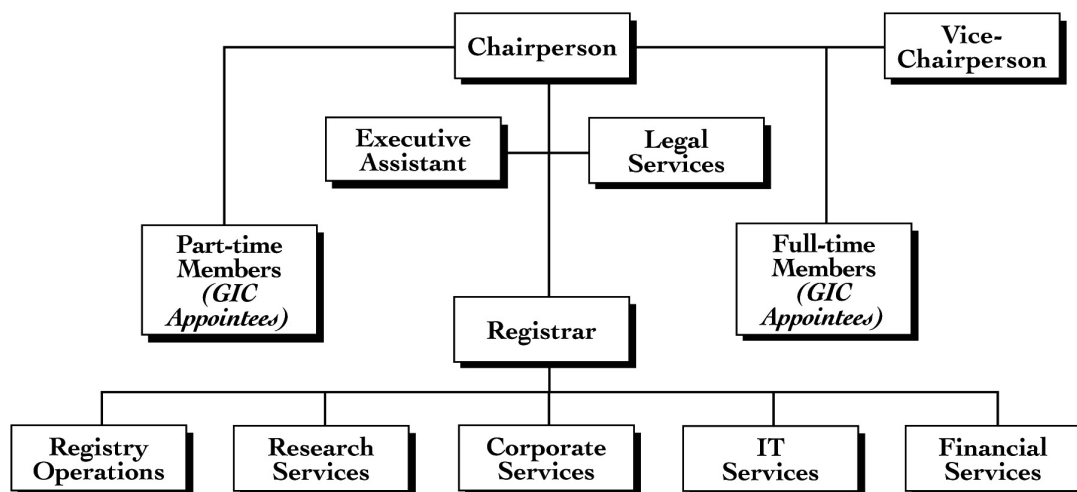 Chairperson
Vice-
Chairperson
Executive
Assistant
Legal
Services
Part-time
Members
(GIC
Appointees)
Full-time
Members
(GIC
Appointees)
Registrar
Registry
Operations
Research
Services
Corporate
Services
IT
Services
Financial
Services